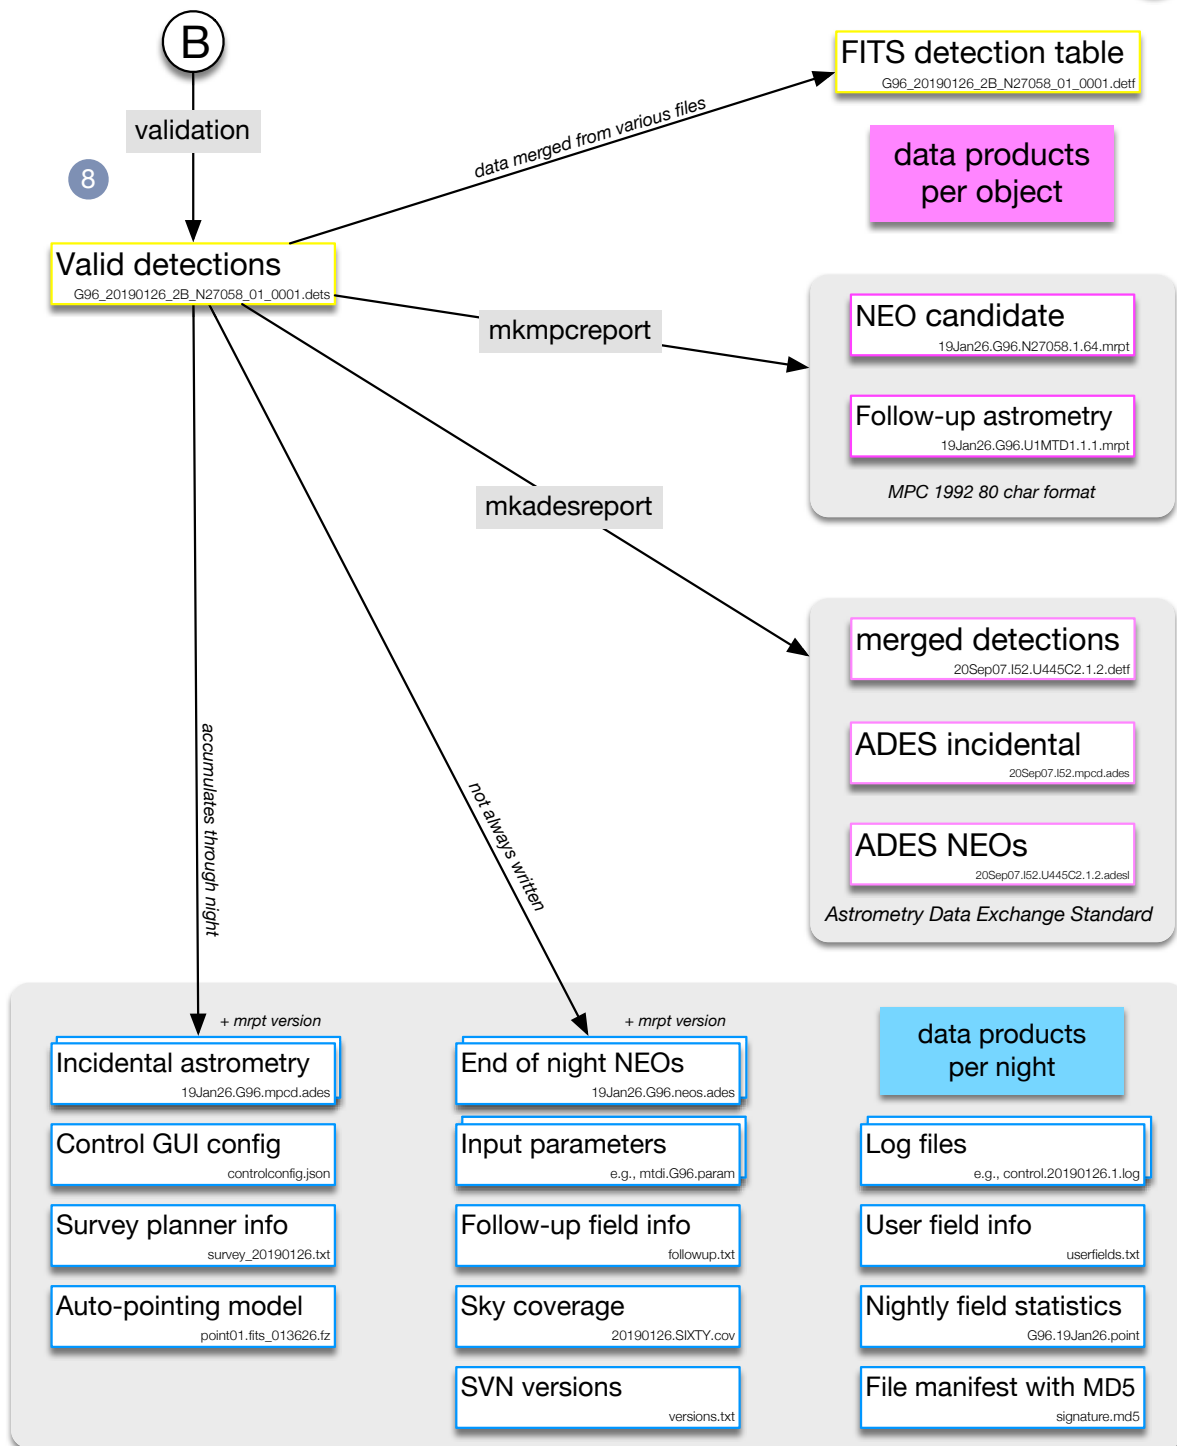 B
validation
8
Valid detections
G96_20190126_2B_N27058_01_0001.dets
data merged from various files
FITS detection table
G96_20190126_2B_N27058_01_0001.detf
data products
per object
mkmpcreport
NEO candidate
19Jan26.G96.N27058.1.64.mrpt
Follow-up astrometry
19Jan26.G96.U1MTD1.1.1.mrpt
MPC 1992 80 char format
mkadesreport
merged detections
20Sep07.I52.U445C2.1.2.detf
ADES incidental
20Sep07.I52.mpcd.ades
ADES NEOs
20Sep07.I52.U445C2.1.2.adesl
Astrometry Data Exchange Standard
accumulates through night
not always written
+ mrpt version
Incidental astrometry
19Jan26.G96.mpcd.ades
Control GUI config
controlconfig.json
Survey planner info
survey_20190126.txt
Auto-pointing model
point01.fits_013626.fz
+ mrpt version
End of night NEOs
19Jan26.G96.neos.ades
Input parameters
e.g., mtdi.G96.param
Follow-up field info
followup.txt
Sky coverage
20190126.SIXTY.cov
SVN versions
versions.txt
data products
per night
Log files
e.g., control.20190126.1.log
User field info
userfields.txt
Nightly field statistics
G96.19Jan26.point
File manifest with MD5
signature.md5